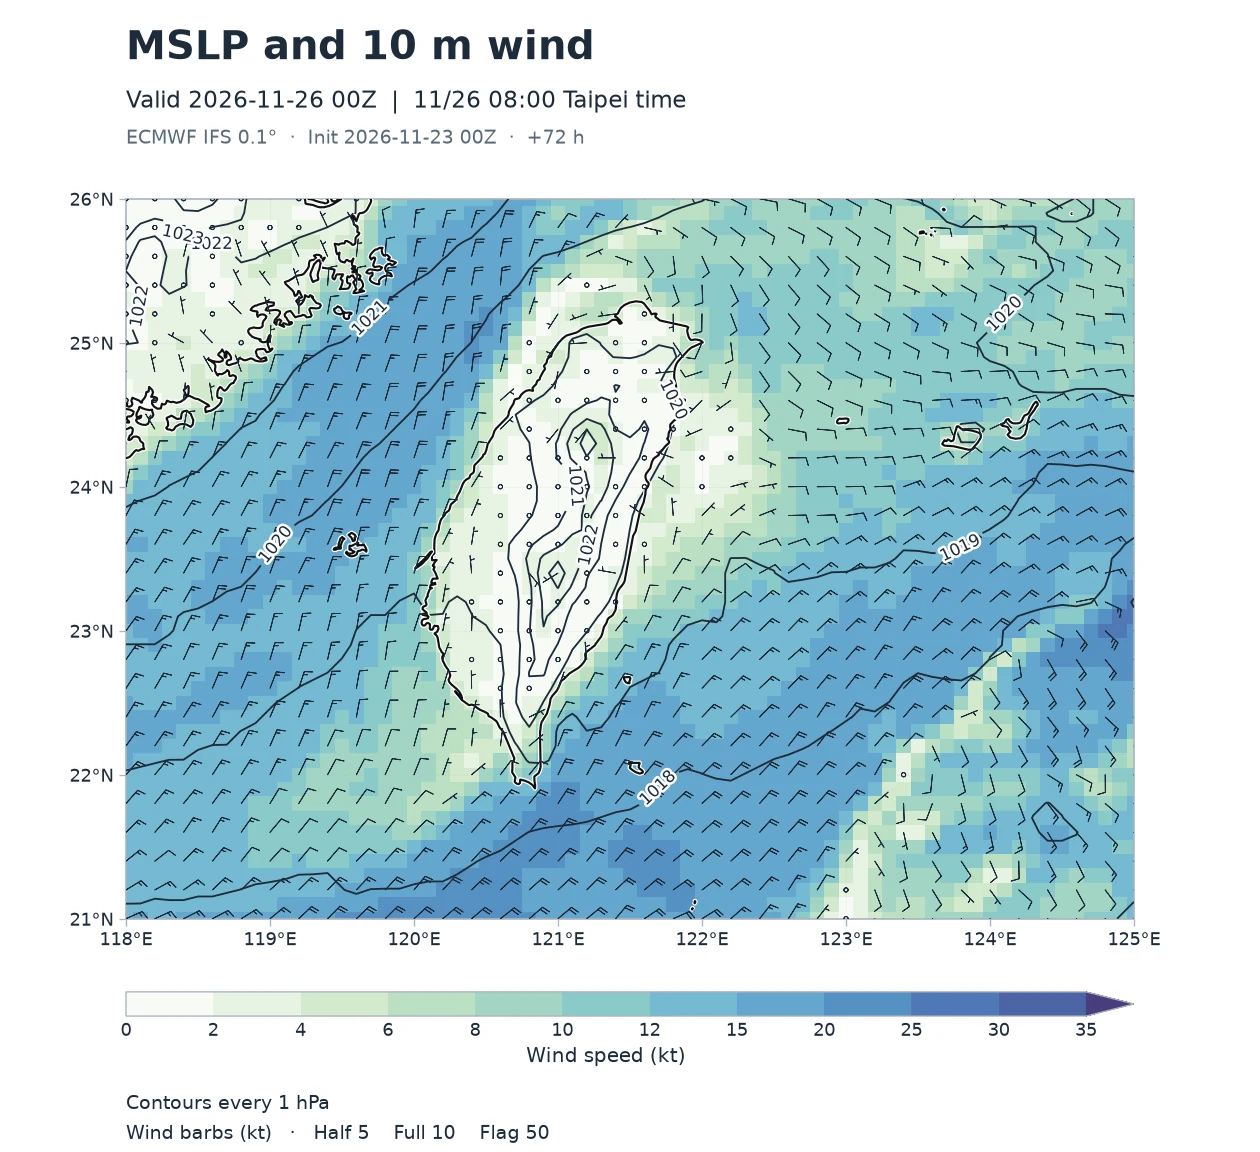 MSLP and 10 m wind
Valid 2026-11-26 00Z | 11/26 08:00 Taipei time
ECMWF IFS 0.1° · Init 2026-11-23 00Z · +72 h
26°N
25°N
24°N
23°N
22°N
21°N
1023
1022
1022
1021
1020
1020
1020
1021
1022
1019
1018
118°E 119°E 120°E 121°E 122°E 123°E 124°E 125°E
0 2 4 6 8 10 12 15 20 25 30 35
Wind speed (kt)
Contours every 1 hPa
Wind barbs (kt) · Half 5 Full 10 Flag 50